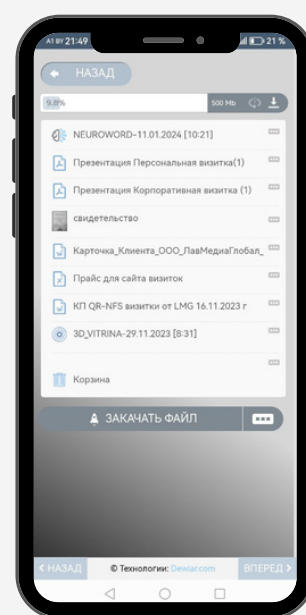 A1 BY 21:49
21 %
НАЗАД
9.8%
500 Mb
NEUROWORD-11.01.2024 [10:21]
Презентация Персональная визитка(1)
Презентация Корпоративная визитка (1)
свидетельство
Карточка_Клиента_ООО_ЛавМедиаГлобал_
Прайс для сайта визиток
КП QR-NFS визитки от LMG 16.11.2023 г
3D_VITRINA-29.11.2023 [8:31]
Корзина
ЗАКАЧАТЬ ФАЙЛ
< НАЗАД © Технологии: Dewiar.com ВПЕРЕД >